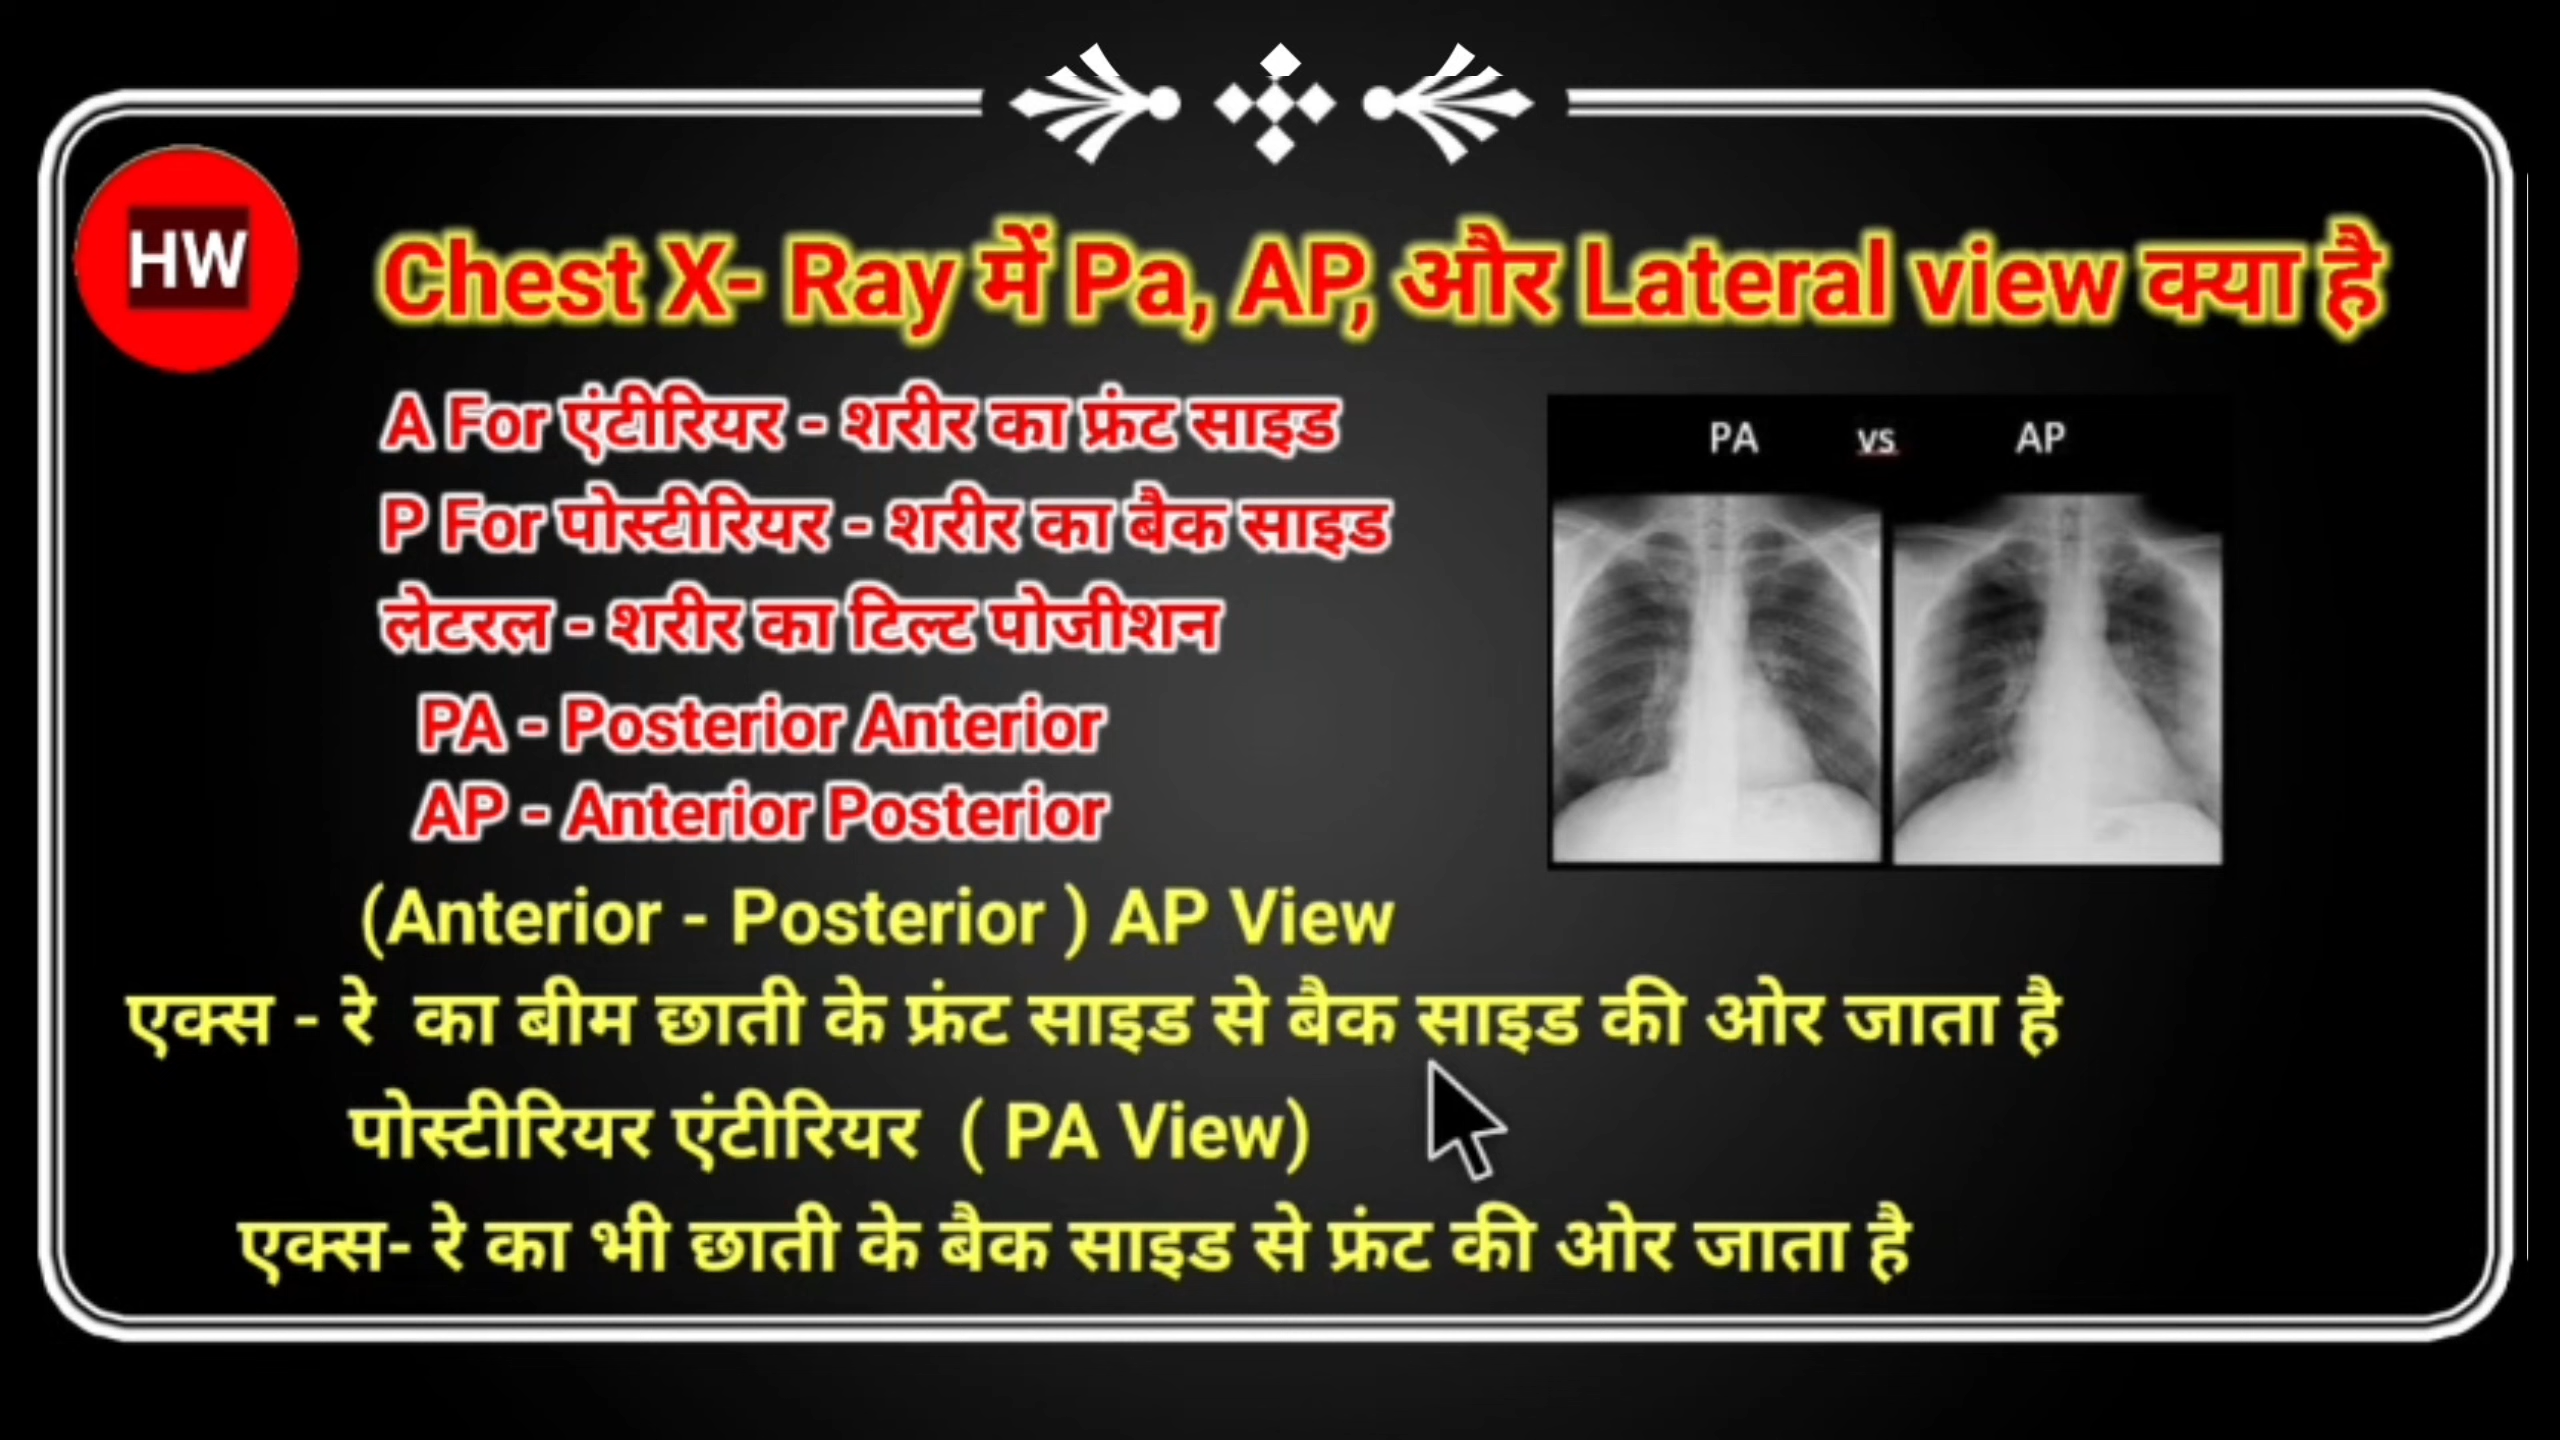 HW
Chest X- Ray में Pa, AP, और Lateral view क्या है
A For एंटीरियर - शरीर का फ्रंट साइड
P For पोस्टीरियर - शरीर का बैक साइड
लेटरल - शरीर का टिल्ट पोजीशन
PA - Posterior Anterior
AP - Anterior Posterior
PA vs AP
(Anterior - Posterior ) AP View
एक्स - रे का बीम छाती के फ्रंट साइड से बैक साइड की ओर जाता है
पोस्टीरियर एंटीरियर ( PA View)
एक्स- रे का भी छाती के बैक साइड से फ्रंट की ओर जाता है